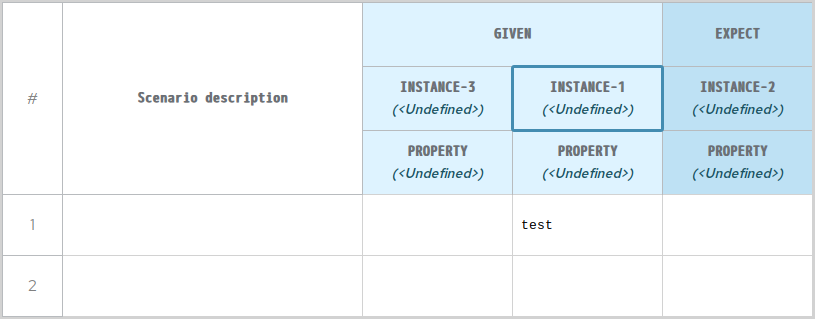 GIVEN EXPECT
# Scenario description INSTANCE-3 INSTANCE-1 INSTANCE-2
(<Undefined>) (<Undefined>) (<Undefined>)
PROPERTY PROPERTY PROPERTY
(<Undefined>) (<Undefined>) (<Undefined>)
1 test
2